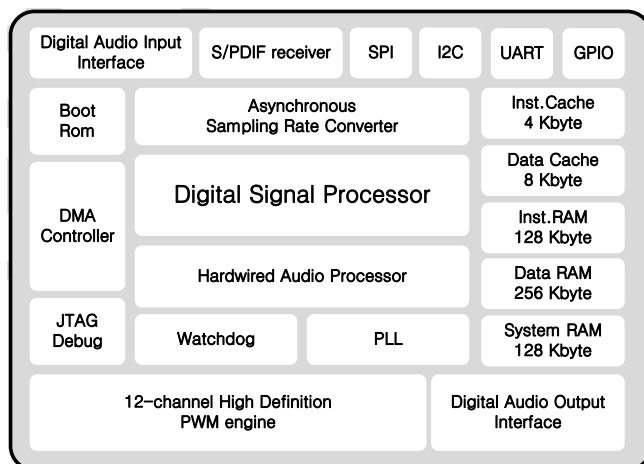 Digital Audio Input
Interface
S/PDIF receiver
SPI
I2C
UART
GPIO
Boot
Rom
Asynchronous
Sampling Rate Converter
Inst.Cache
4 Kbyte
Data Cache
8 Kbyte
DMA
Controller
Digital Signal Processor
Inst.RAM
128 Kbyte
Hardwired Audio Processor
Data RAM
256 Kbyte
JTAG
Debug
Watchdog
PLL
System RAM
128 Kbyte
12-channel High Definition
PWM engine
Digital Audio Output
Interface